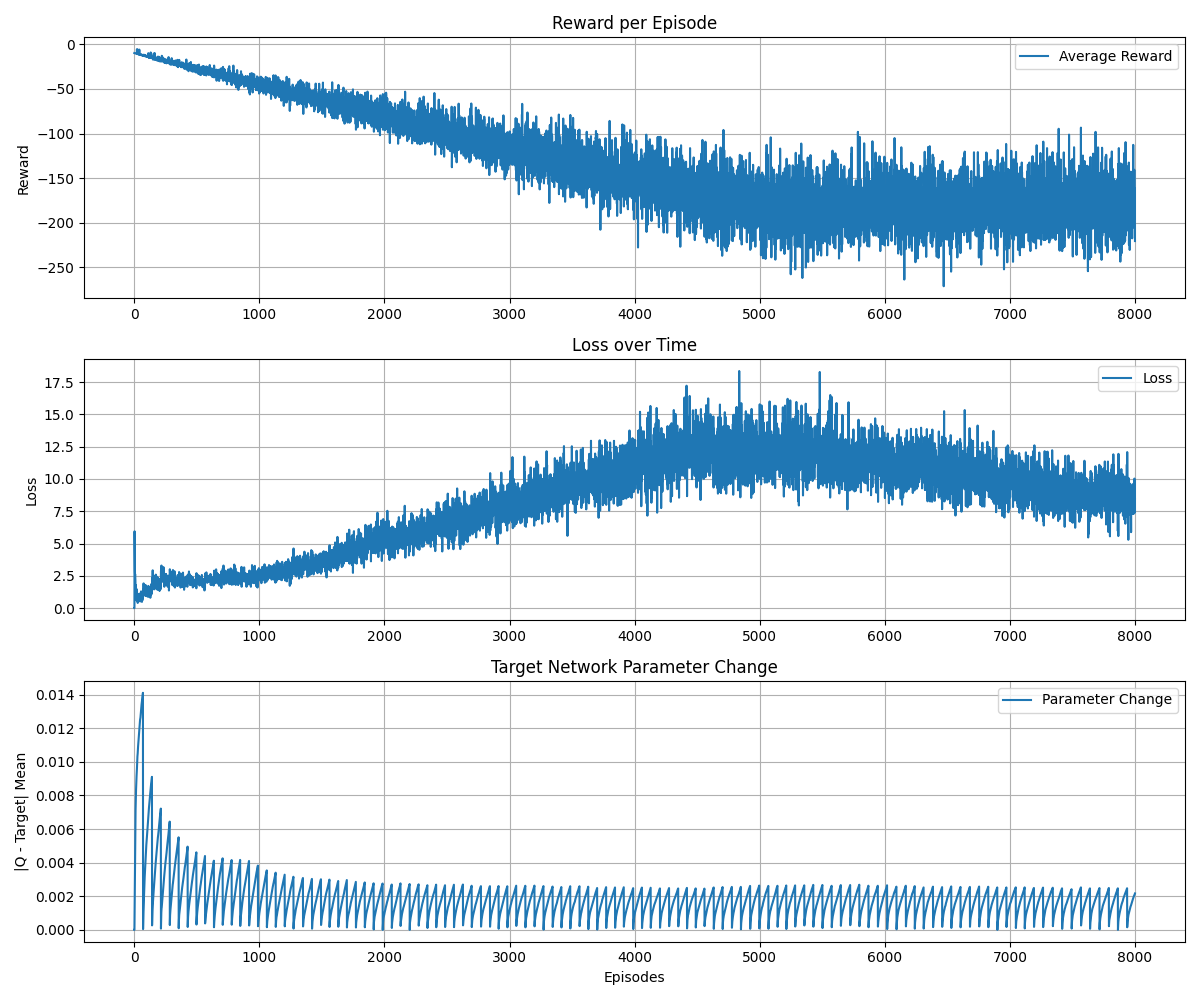 Reward per Episode
Average Reward
Reward
0
−50
−100
−150
−200
−250
0 1000 2000 3000 4000 5000 6000 7000 8000
Loss over Time
Loss
Loss
17.5
15.0
12.5
10.0
7.5
5.0
2.5
0.0
0 1000 2000 3000 4000 5000 6000 7000 8000
Target Network Parameter Change
Parameter Change
|Q - Target| Mean
0.014
0.012
0.010
0.008
0.006
0.004
0.002
0.000
0 1000 2000 3000 4000 5000 6000 7000 8000
Episodes